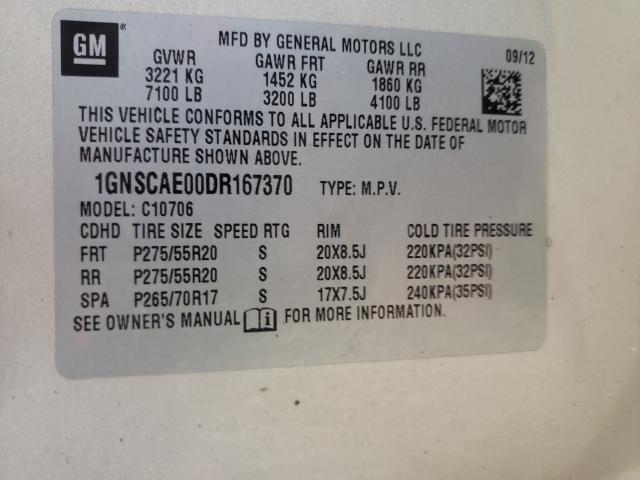 GM
MFD BY GENERAL MOTORS LLC 09/12
GVWR GAWR FRT GAWR RR
3221 KG 1452 KG 1860 KG
7100 LB 3200 LB 4100 LB
THIS VEHICLE CONFORMS TO ALL APPLICABLE U.S. FEDERAL MOTOR
VEHICLE SAFETY STANDARDS IN EFFECT ON THE DATE OF
MANUFACTURE SHOWN ABOVE.
1GNSCAE00DR167370 TYPE: M.P.V.
MODEL: C10706
CDHD TIRE SIZE SPEED RTG RIM COLD TIRE PRESSURE
FRT P275/55R20 S 20X8.5J 220KPA(32PSI)
RR P275/55R20 S 20X8.5J 220KPA(32PSI)
SPA P265/70R17 S 17X7.5J 240KPA(35PSI)
SEE OWNER'S MANUAL i FOR MORE INFORMATION.